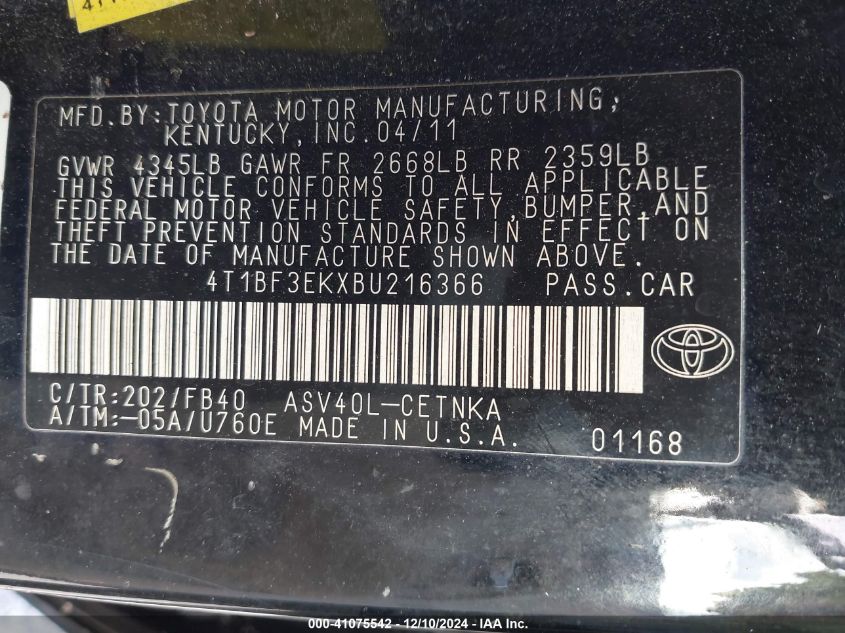 MFD.BY:TOYOTA MOTOR MANUFACTURING,
KENTUCKY,INC.04/11
GVWR 4345LB GAWR FR 2668LB RR 2359LB
THIS VEHICLE CONFORMS TO ALL APPLICABLE
FEDERAL MOTOR VEHICLE SAFETY,BUMPER,AND
THEFT PREVENTION STANDARDS IN EFFECT ON
THE DATE OF MANUFACTURE SHOWN ABOVE.
4T1BF3EKXBU216366 PASS.CAR
C/TR:202/FB40 ASV40L-CETNKA
A/TM:-05A/U760E MADE IN U.S.A. 01168
000-41075542 - 12/10/2024 - IAA Inc.